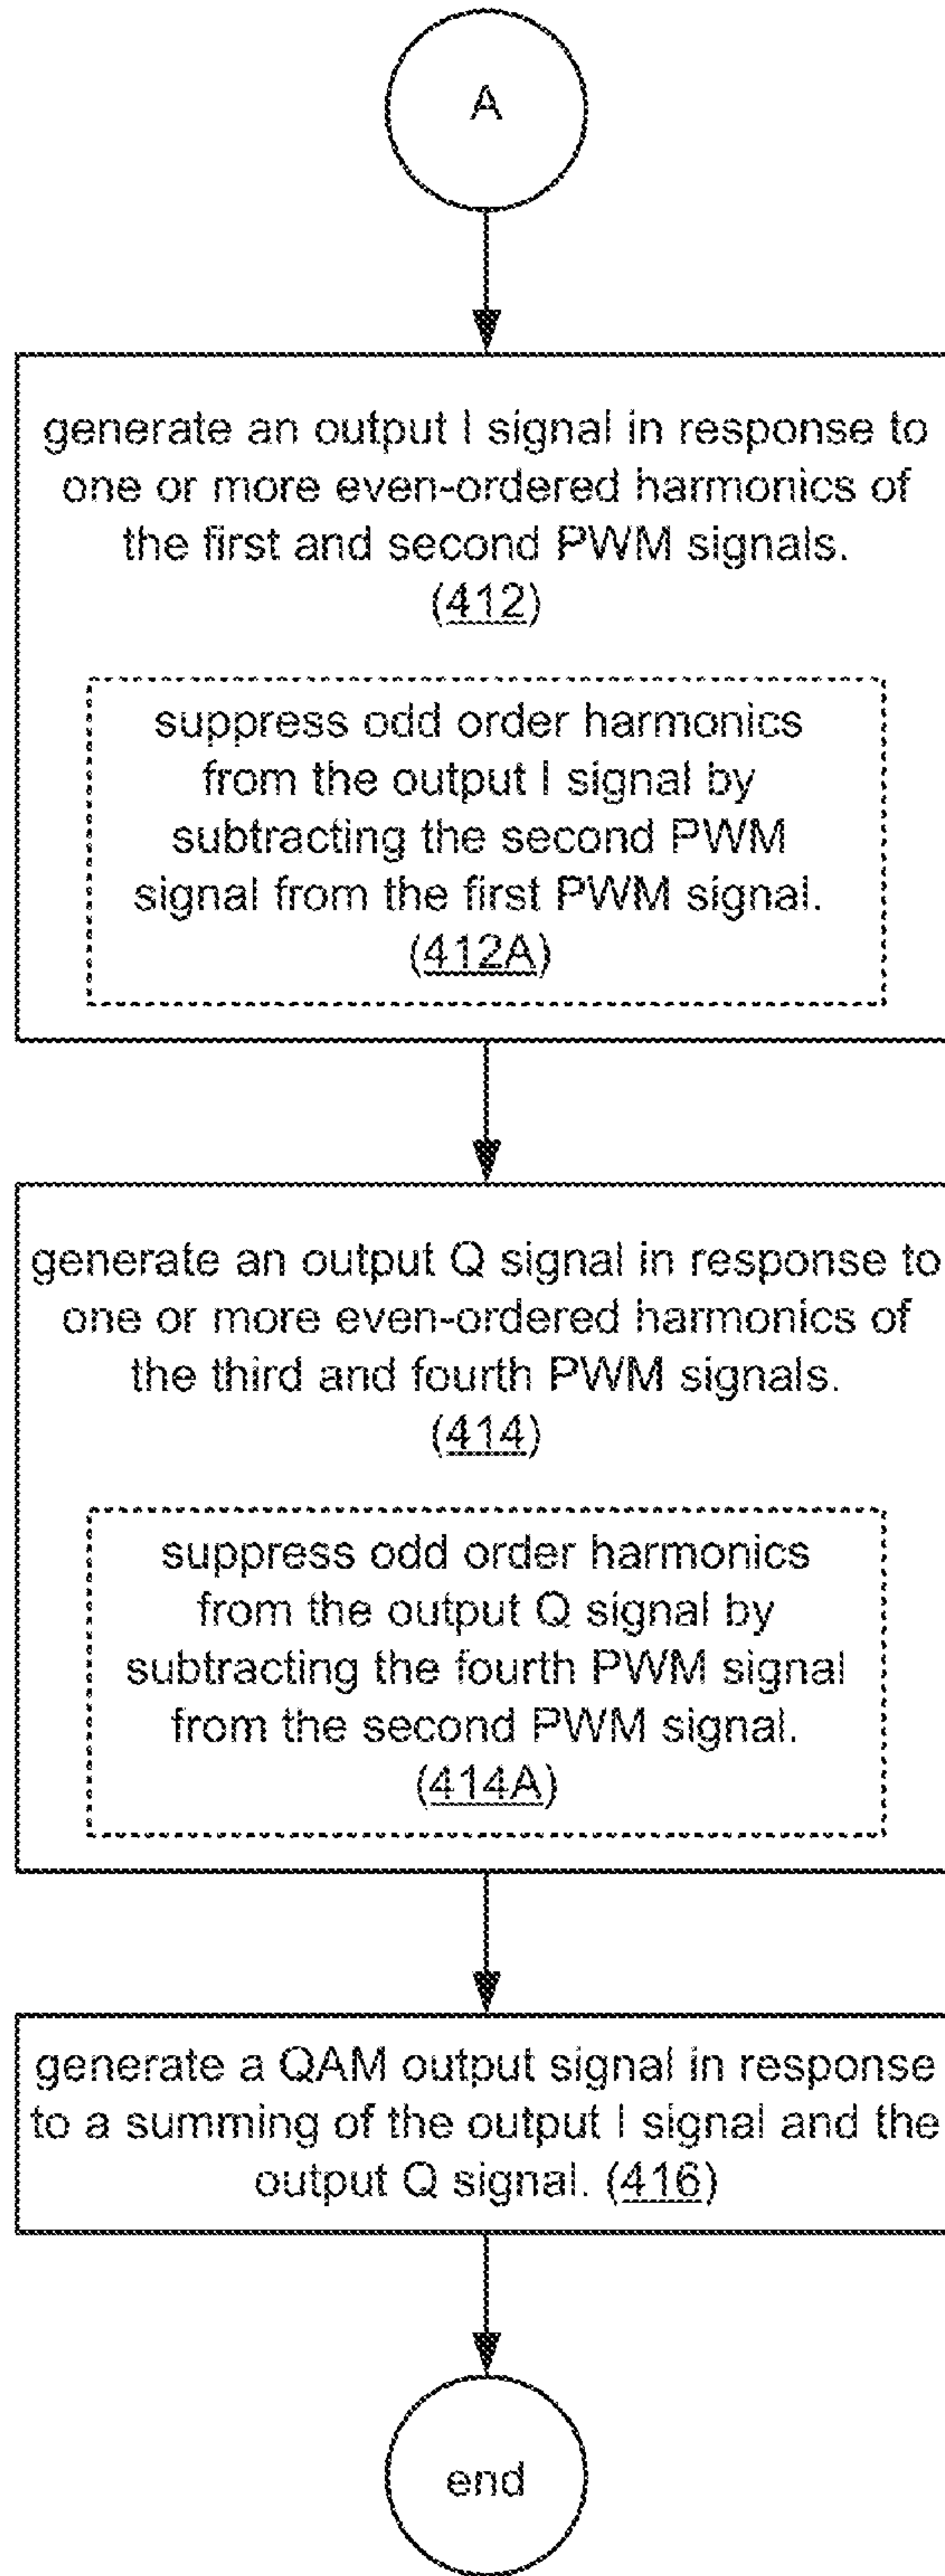 A
generate an output I signal in response to
one or more even-ordered harmonics of
the first and second PWM signals.
(412)
suppress odd order harmonics
from the output I signal by
subtracting the second PWM
signal from the first PWM signal.
(412A)
generate an output Q signal in response to
one or more even-ordered harmonics of
the third and fourth PWM signals.
(414)
suppress odd order harmonics
from the output Q signal by
subtracting the fourth PWM signal
from the second PWM signal.
(414A)
generate a QAM output signal in response
to a summing of the output I signal and the
output Q signal. (416)
end